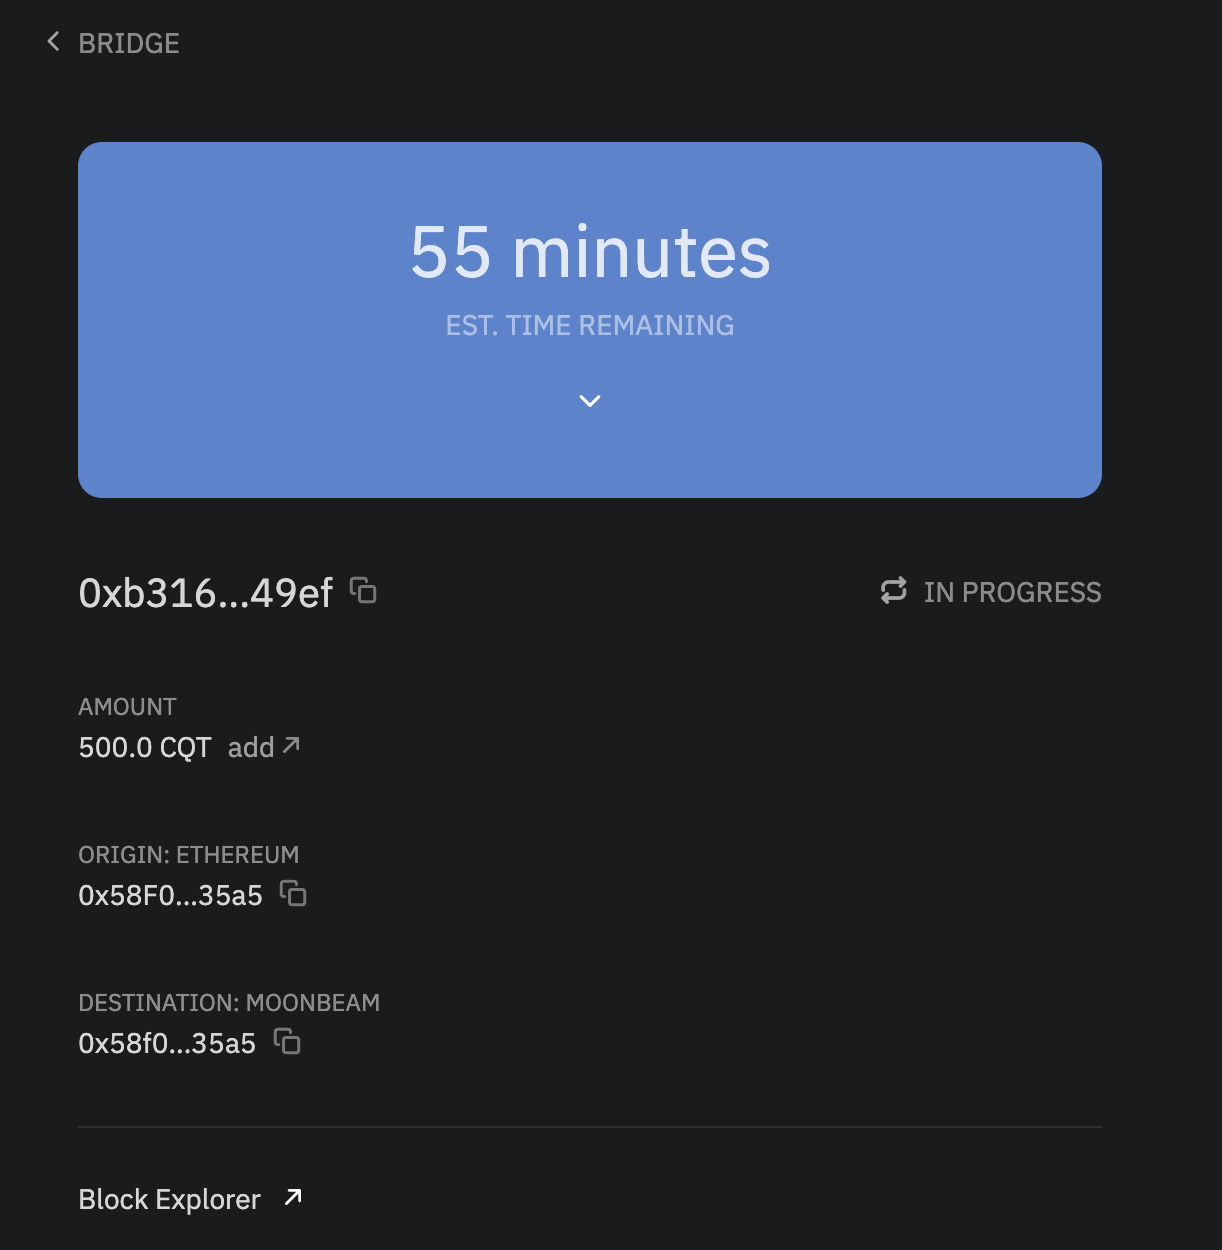 BRIDGE
55 minutes
EST. TIME REMAINING
0xb316...49ef
IN PROGRESS
AMOUNT
500.0 CQT add
ORIGIN: ETHEREUM
0x58F0...35a5
DESTINATION: MOONBEAM
0x58f0...35a5
Block Explorer